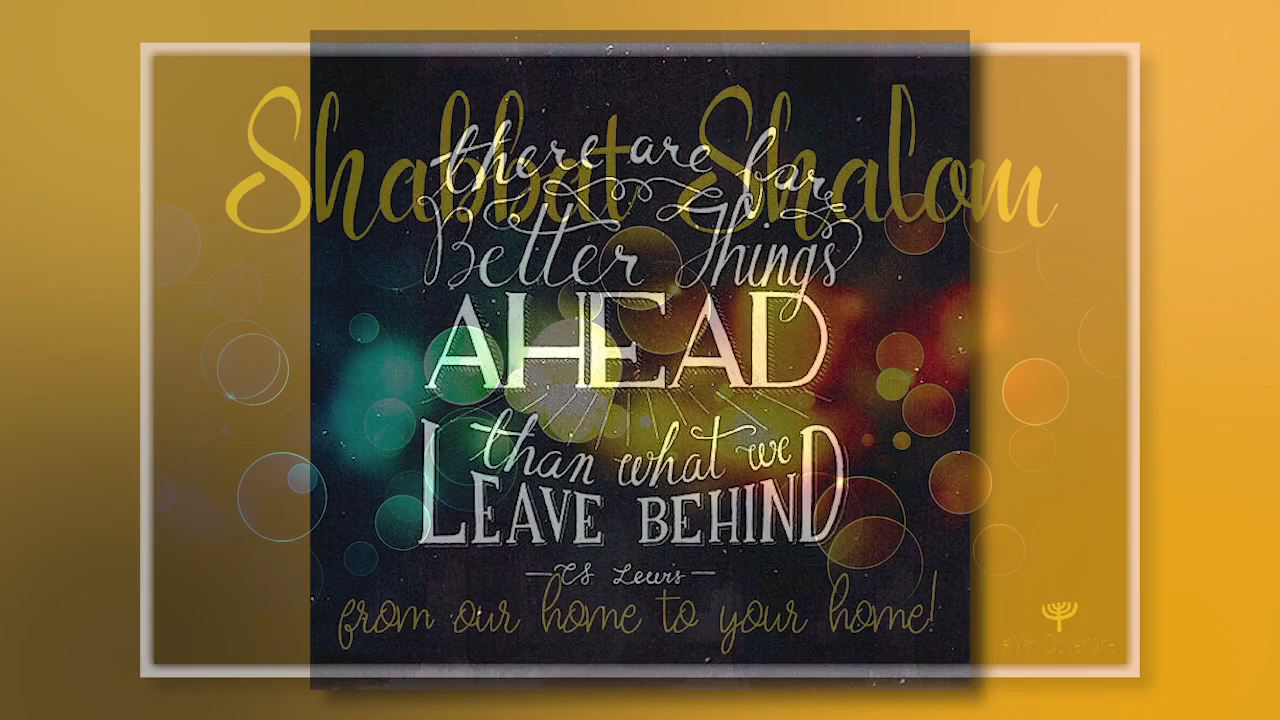 Shabbat Shalom
there are far
Better Things
AHEAD
than what we
LEAVE BEHIND
—CS Lewis—
from our home to your home!